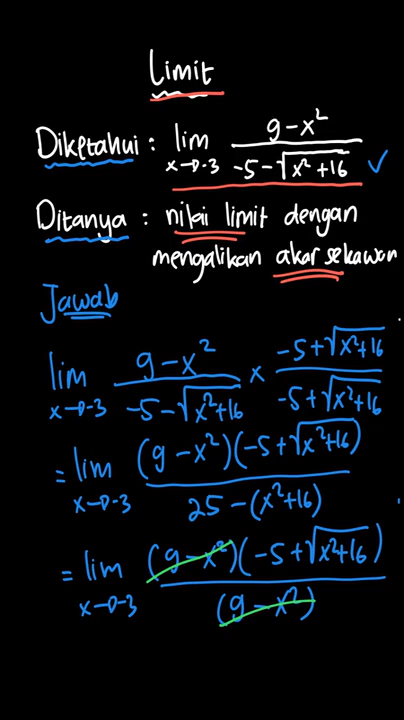 Limit
Diketahui : lim x→-3 (9-x²)/(-5-√(x²+16)) ✓
Ditanya : nilai limit dengan
mengalikan akar sekawan
Jawab
lim x→-3 (9-x²)/(-5-√(x²+16)) × (-5+√(x²+16))/(-5+√(x²+16))
= lim x→-3 (9-x²)(-5+√(x²+16))/(25-(x²+16))
= lim x→-3 (9-x²)(-5+√(x²+16))/(9-x²)